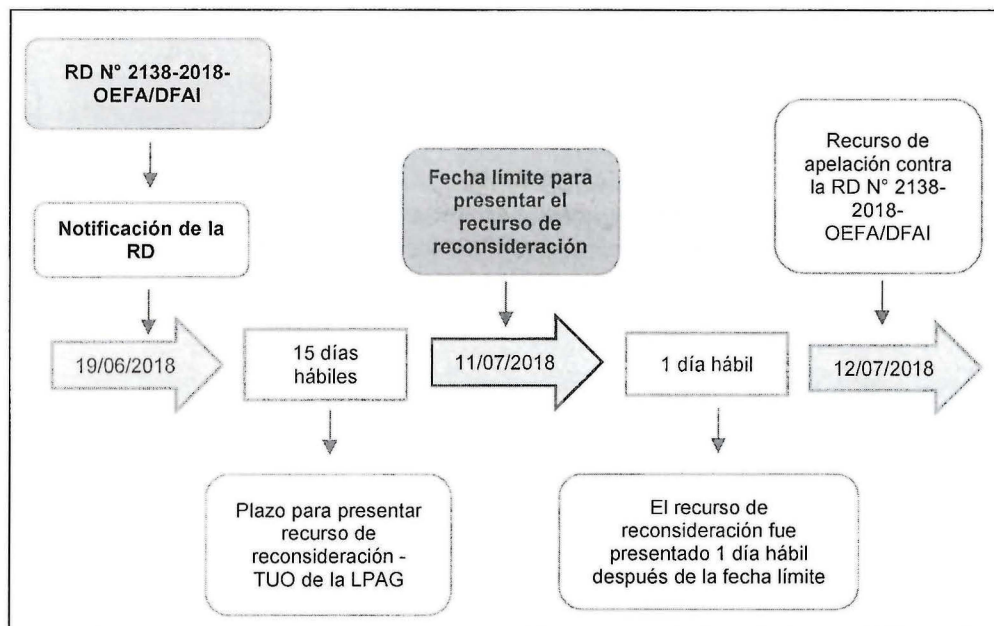 RD N° 2138-2018-
OEFA/DFAI
Notificación de la
RD
Fecha límite para
presentar el
recurso de
reconsideración
Recurso de
apelación contra
la RD N° 2138-
2018-
OEFA/DFAI
19/06/2018
15 días
hábiles
11/07/2018
1 día hábil
12/07/2018
Plazo para presentar
recurso de
reconsideración -
TUO de la LPAG
El recurso de
reconsideración fue
presentado 1 día hábil
después de la fecha límite